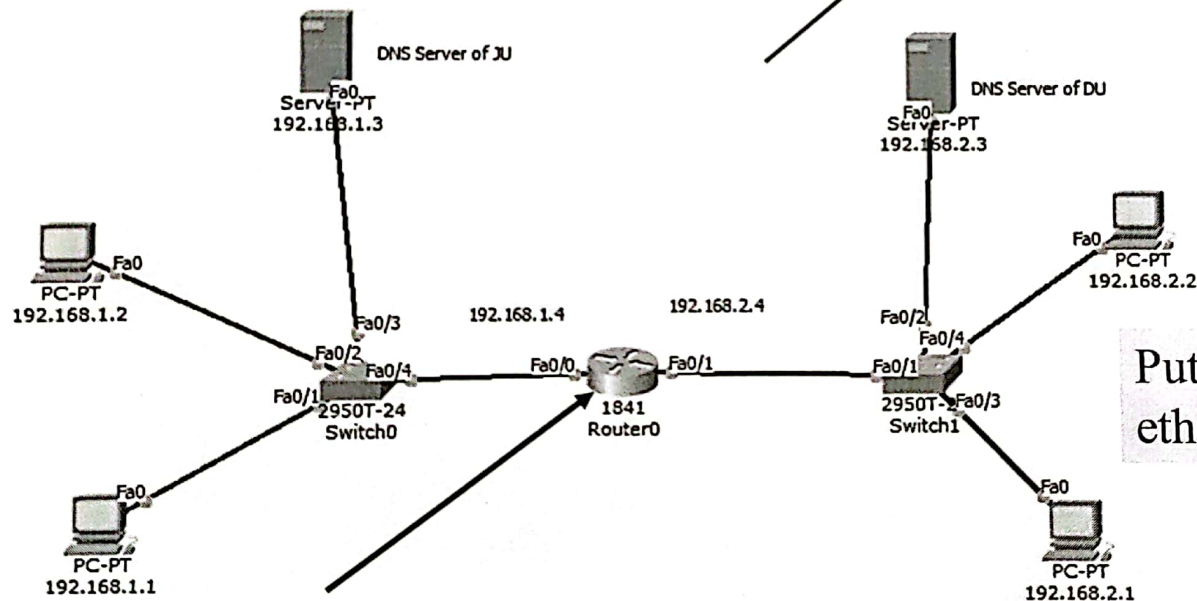 DNS Server of JU
Fa0
Server-PT
192.168.1.3
DNS Server of DU
Fa0
Server-PT
192.168.2.3
Fa0
PC-PT
192.168.1.2
Fa0
PC-PT
192.168.2.2
Fa0/3
192.168.1.4
192.168.2.4
Fa0/2
Fa0/2
Fa0/4
Fa0/4
Fa0/0
Fa0/1
Fa0/1
Fa0/1
Fa0/3
2950T-24
Switch0
1841
Router0
2950T-2
Switch1
Put
eth
Fa0
PC-PT
192.168.1.1
Fa0
PC-PT
192.168.2.1